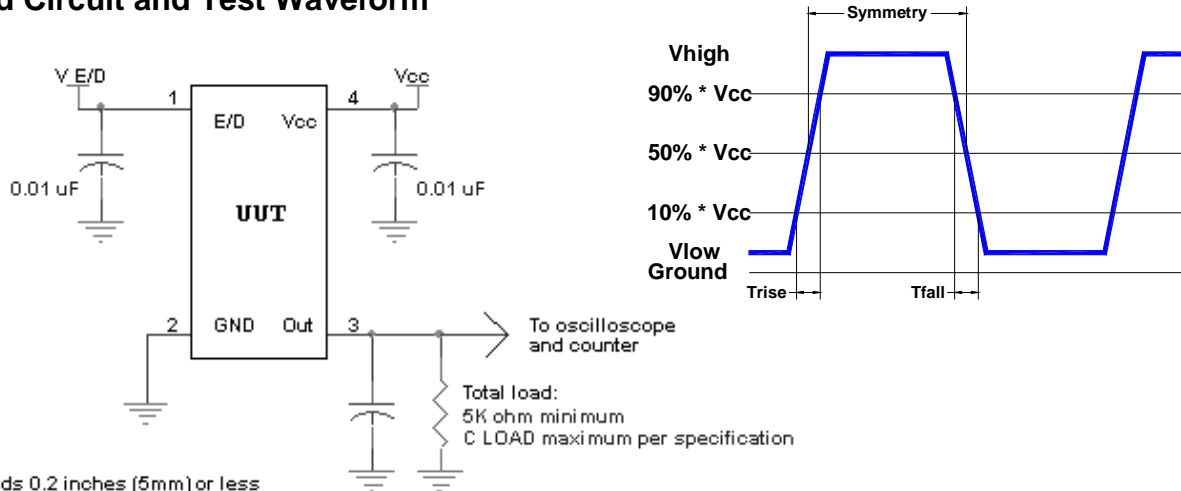 Circuit and Test Waveform
V E/D
Vcc
1
4
E/D Vcc
0.01 uF
0.01 uF
UUT
2
GND Out
3
To oscilloscope
and counter
Total load:
5K ohm minimum
C LOAD maximum per specification
0.2 inches (5mm) or less
Symmetry
Vhigh
90% * Vcc
50% * Vcc
10% * Vcc
Vlow
Ground
Trise
Tfall